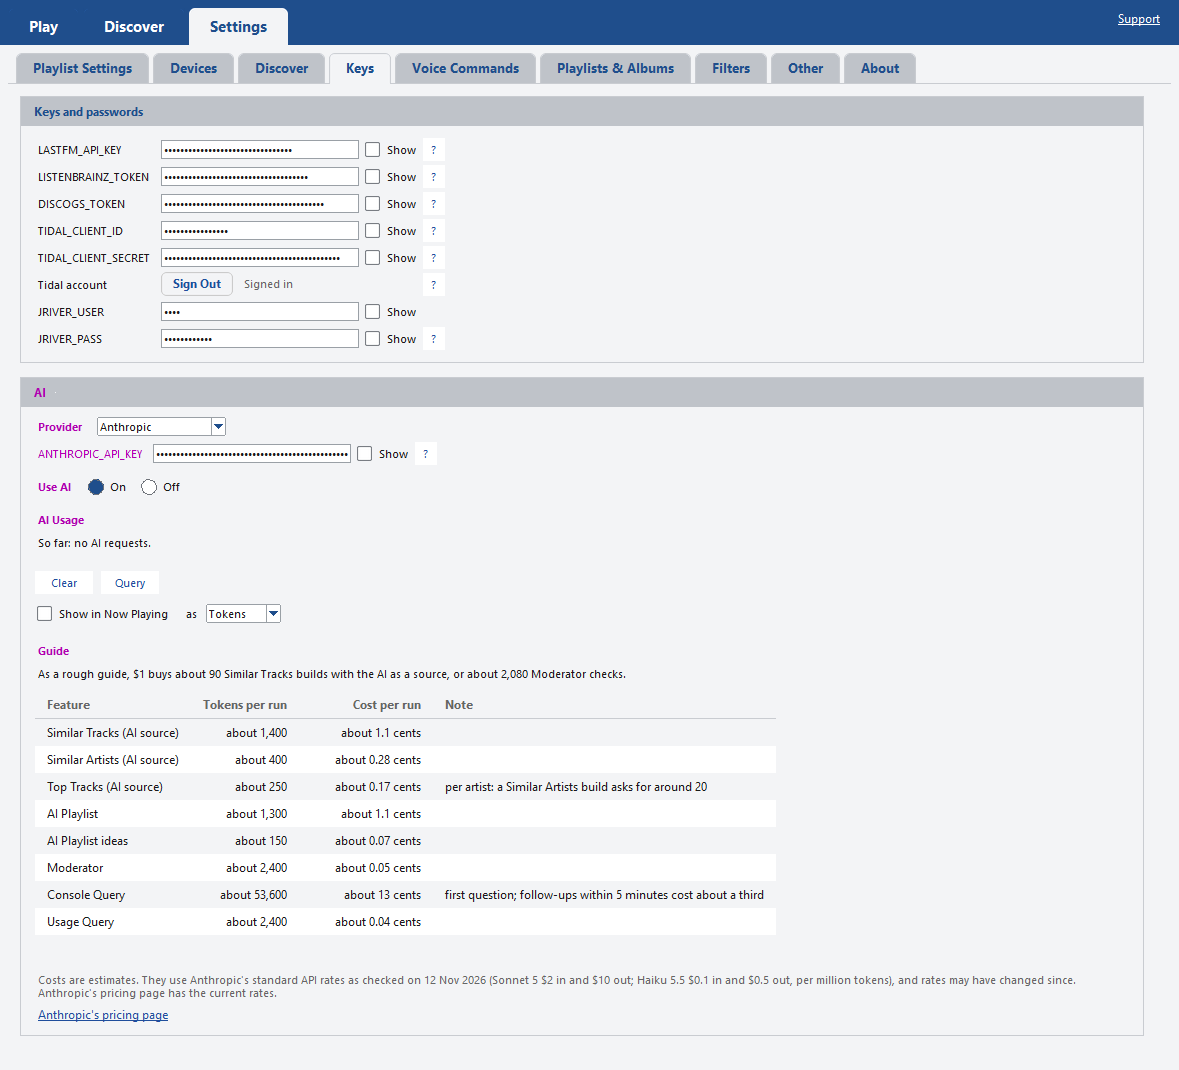 Play Discover Settings Support
Playlist Settings Devices Discover Keys Voice Commands Playlists & Albums Filters Other About
Keys and passwords
LASTFM_API_KEY •••••••••••••••••••••••••••••••• Show ?
LISTENBRAINZ_TOKEN •••••••••••••••••••••••••••••••••••• Show ?
DISCOGS_TOKEN •••••••••••••••••••••••••••••••••••••••• Show ?
TIDAL_CLIENT_ID •••••••••••••••• Show ?
TIDAL_CLIENT_SECRET •••••••••••••••••••••••••••••••••••••••••••• Show ?
Tidal account Sign Out Signed in ?
JRIVER_USER •••• Show
JRIVER_PASS •••••••••••• Show ?
AI
Provider Anthropic
ANTHROPIC_API_KEY •••••••••••••••••••••••••••••••••••••••••••••••• Show ?
Use AI On Off
AI Usage
So far: no AI requests.
Clear Query
Show in Now Playing as Tokens
Guide
As a rough guide, $1 buys about 90 Similar Tracks builds with the AI as a source, or about 2,080 Moderator checks.
Feature Tokens per run Cost per run Note
Similar Tracks (AI source) about 1,400 about 1.1 cents
Similar Artists (AI source) about 400 about 0.28 cents
Top Tracks (AI source) about 250 about 0.17 cents per artist: a Similar Artists build asks for around 20
AI Playlist about 1,300 about 1.1 cents
AI Playlist ideas about 150 about 0.07 cents
Moderator about 2,400 about 0.05 cents
Console Query about 53,600 about 13 cents first question; follow-ups within 5 minutes cost about a third
Usage Query about 2,400 about 0.04 cents
Costs are estimates. They use Anthropic's standard API rates as checked on 12 Nov 2026 (Sonnet 5 $2 in and $10 out; Haiku 5.5 $0.1 in and $0.5 out, per million tokens), and rates may have changed since.
Anthropic's pricing page has the current rates.
Anthropic's pricing page